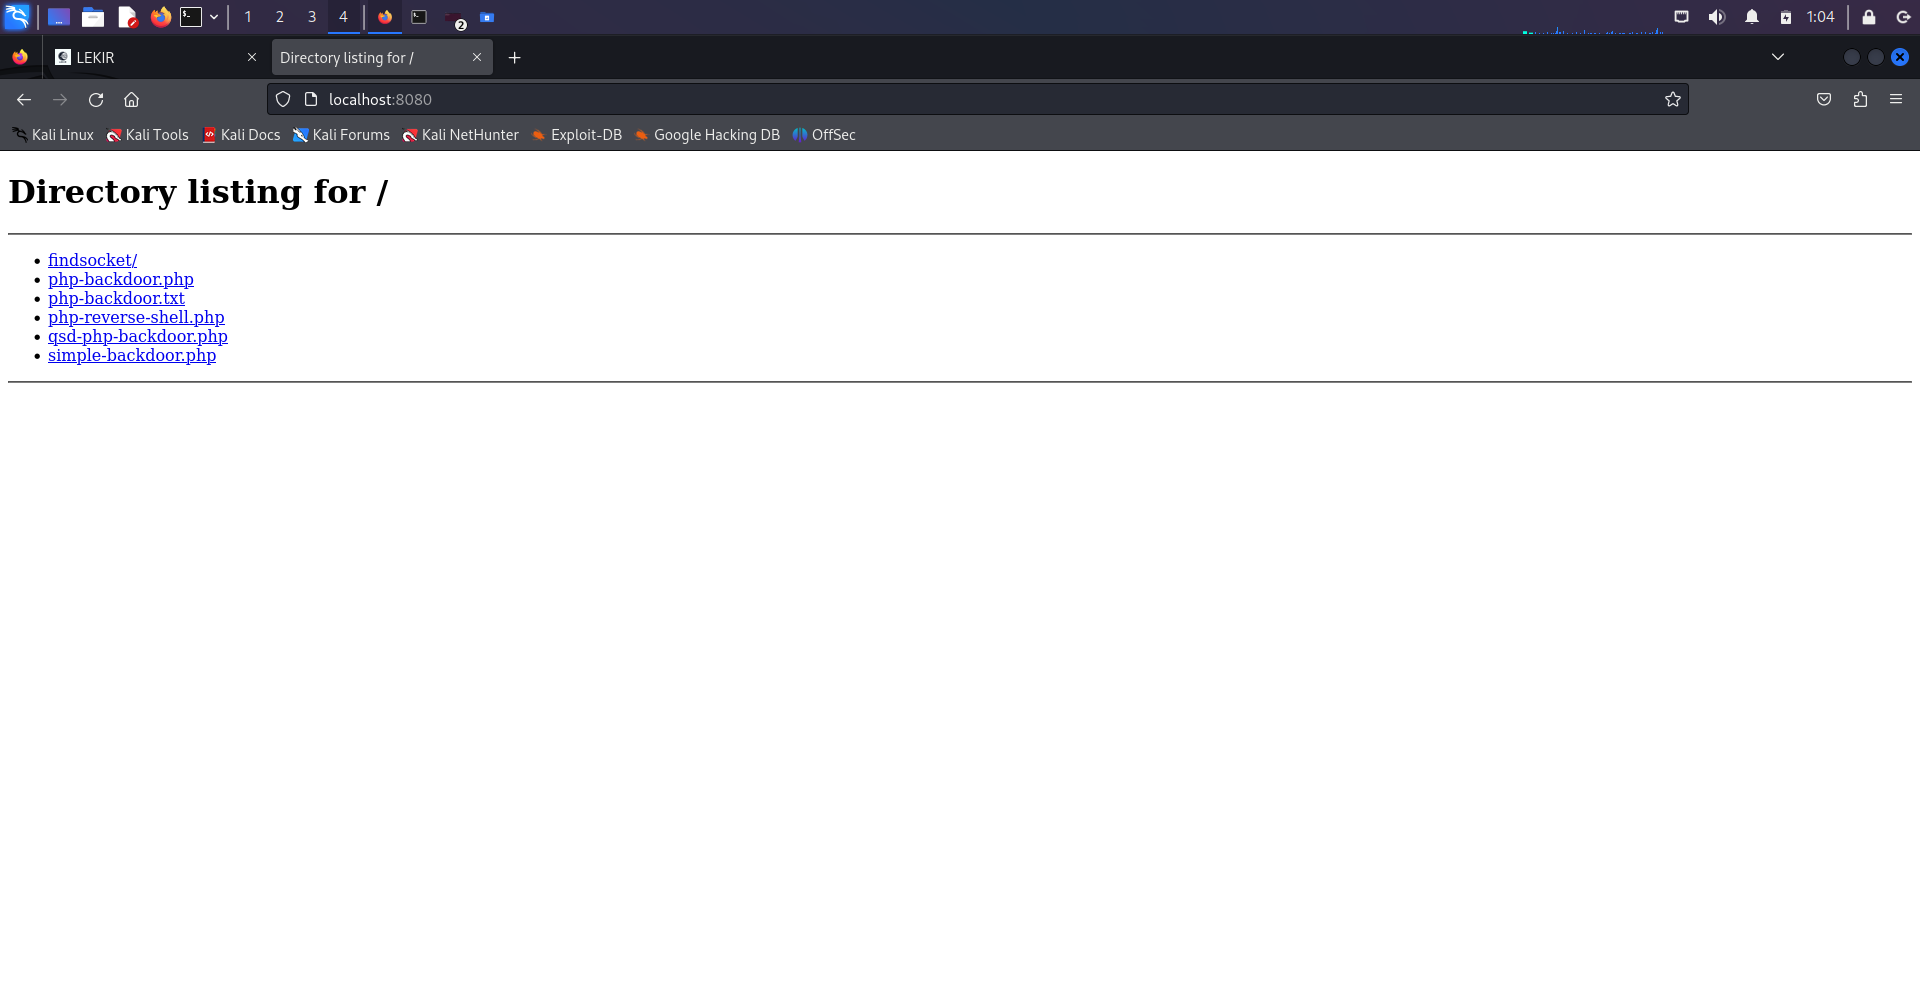 1 2 3 4 2 1:04
LEKIR Directory listing for /
localhost:8080
Kali Linux Kali Tools Kali Docs Kali Forums Kali NetHunter Exploit-DB Google Hacking DB OffSec
Directory listing for /
findsocket/
php-backdoor.php
php-backdoor.txt
php-reverse-shell.php
qsd-php-backdoor.php
simple-backdoor.php